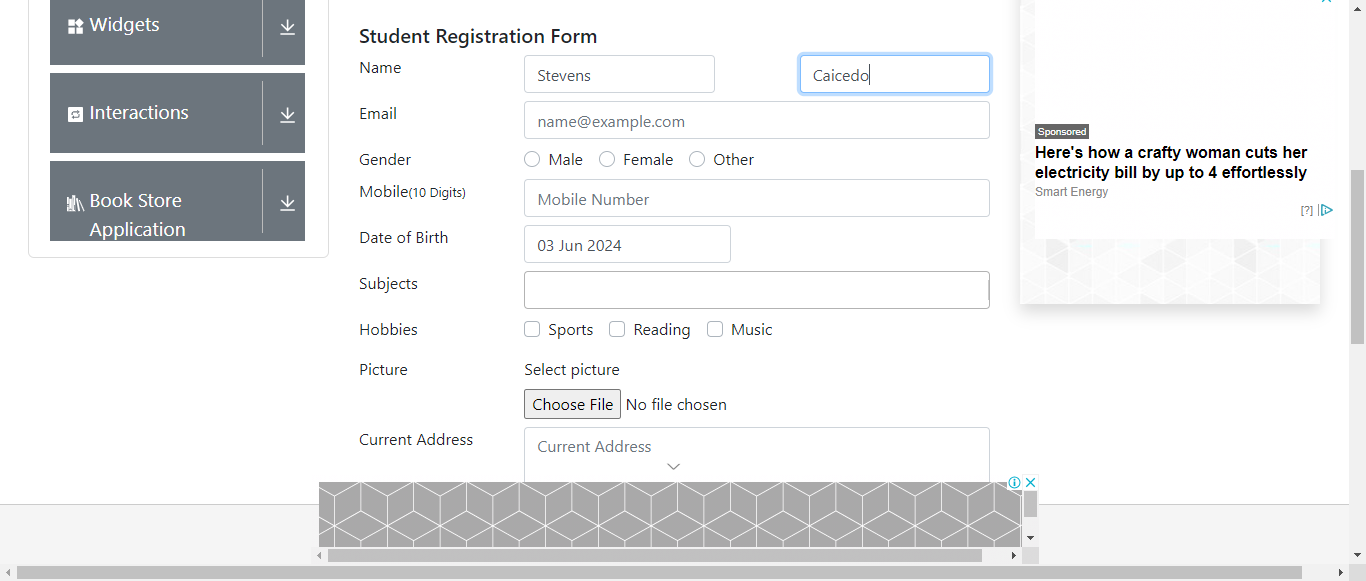 Widgets
Interactions
Book Store
Application
Student Registration Form
Name
Stevens
Caicedo
Email
name@example.com
Gender
Male
Female
Other
Mobile(10 Digits)
Mobile Number
Date of Birth
03 Jun 2024
Subjects
Hobbies
Sports
Reading
Music
Picture
Select picture
Choose File
No file chosen
Current Address
Current Address
Sponsored
Here's how a crafty woman cuts her
electricity bill by up to 4 effortlessly
Smart Energy
[?]